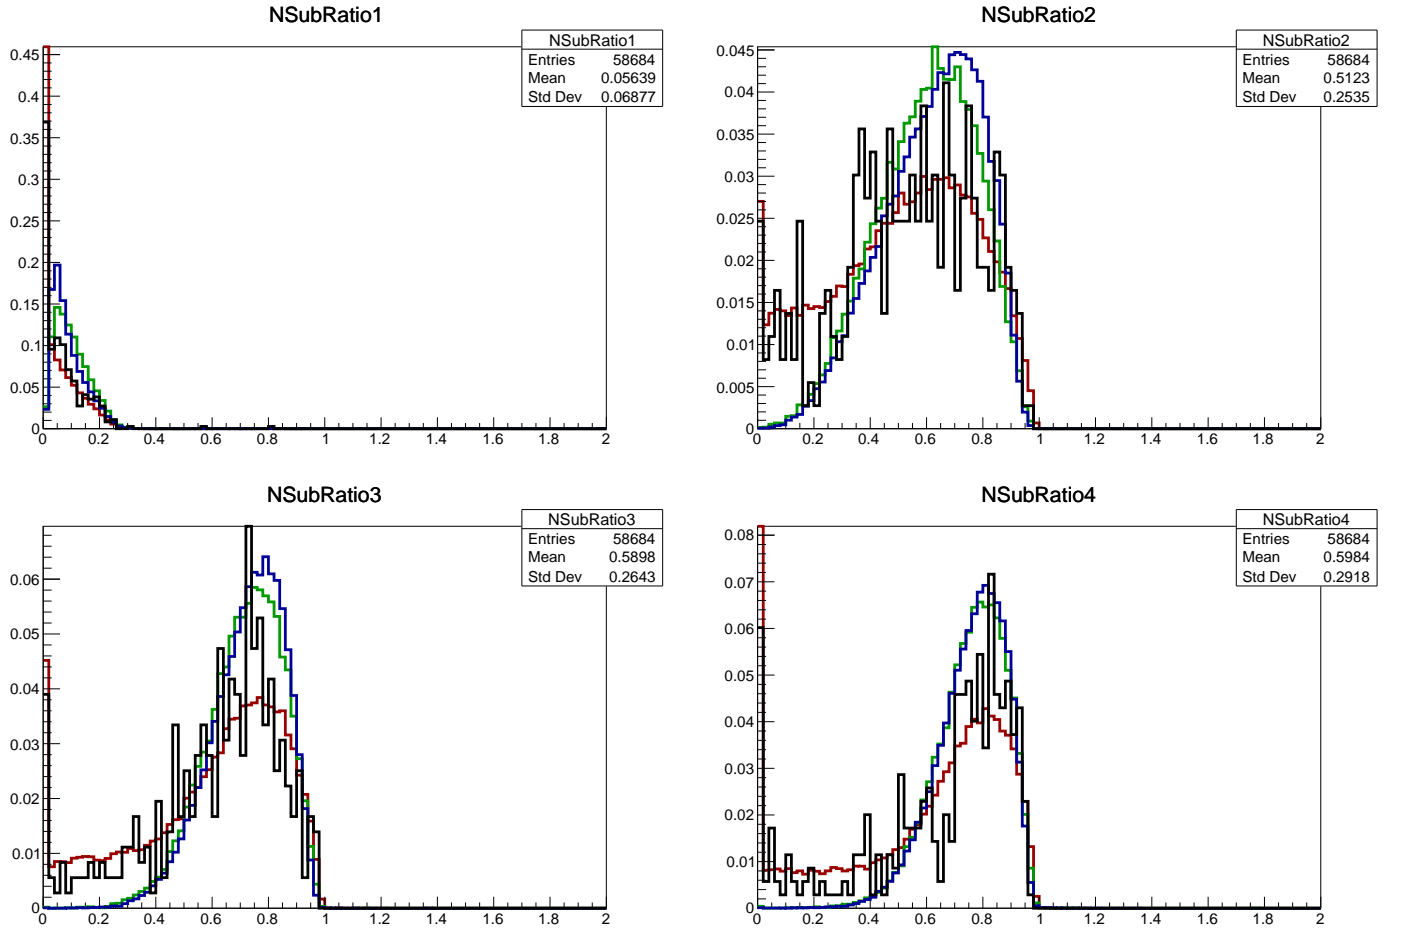 NSubRatio1
NSubRatio1
Entries 58684
Mean 0.05639
Std Dev 0.06877
0.45
0.4
0.35
0.3
0.25
0.2
0.15
0.1
0.05
0
0 0.2 0.4 0.6 0.8 1 1.2 1.4 1.6 1.8 2
NSubRatio2
NSubRatio2
Entries 58684
Mean 0.5123
Std Dev 0.2535
0.045
0.04
0.035
0.03
0.025
0.02
0.015
0.01
0.005
0
0 0.2 0.4 0.6 0.8 1 1.2 1.4 1.6 1.8 2
NSubRatio3
NSubRatio3
Entries 58684
Mean 0.5898
Std Dev 0.2643
0.06
0.05
0.04
0.03
0.02
0.01
0
0 0.2 0.4 0.6 0.8 1 1.2 1.4 1.6 1.8 2
NSubRatio4
NSubRatio4
Entries 58684
Mean 0.5984
Std Dev 0.2918
0.08
0.07
0.06
0.05
0.04
0.03
0.02
0.01
0
0 0.2 0.4 0.6 0.8 1 1.2 1.4 1.6 1.8 2